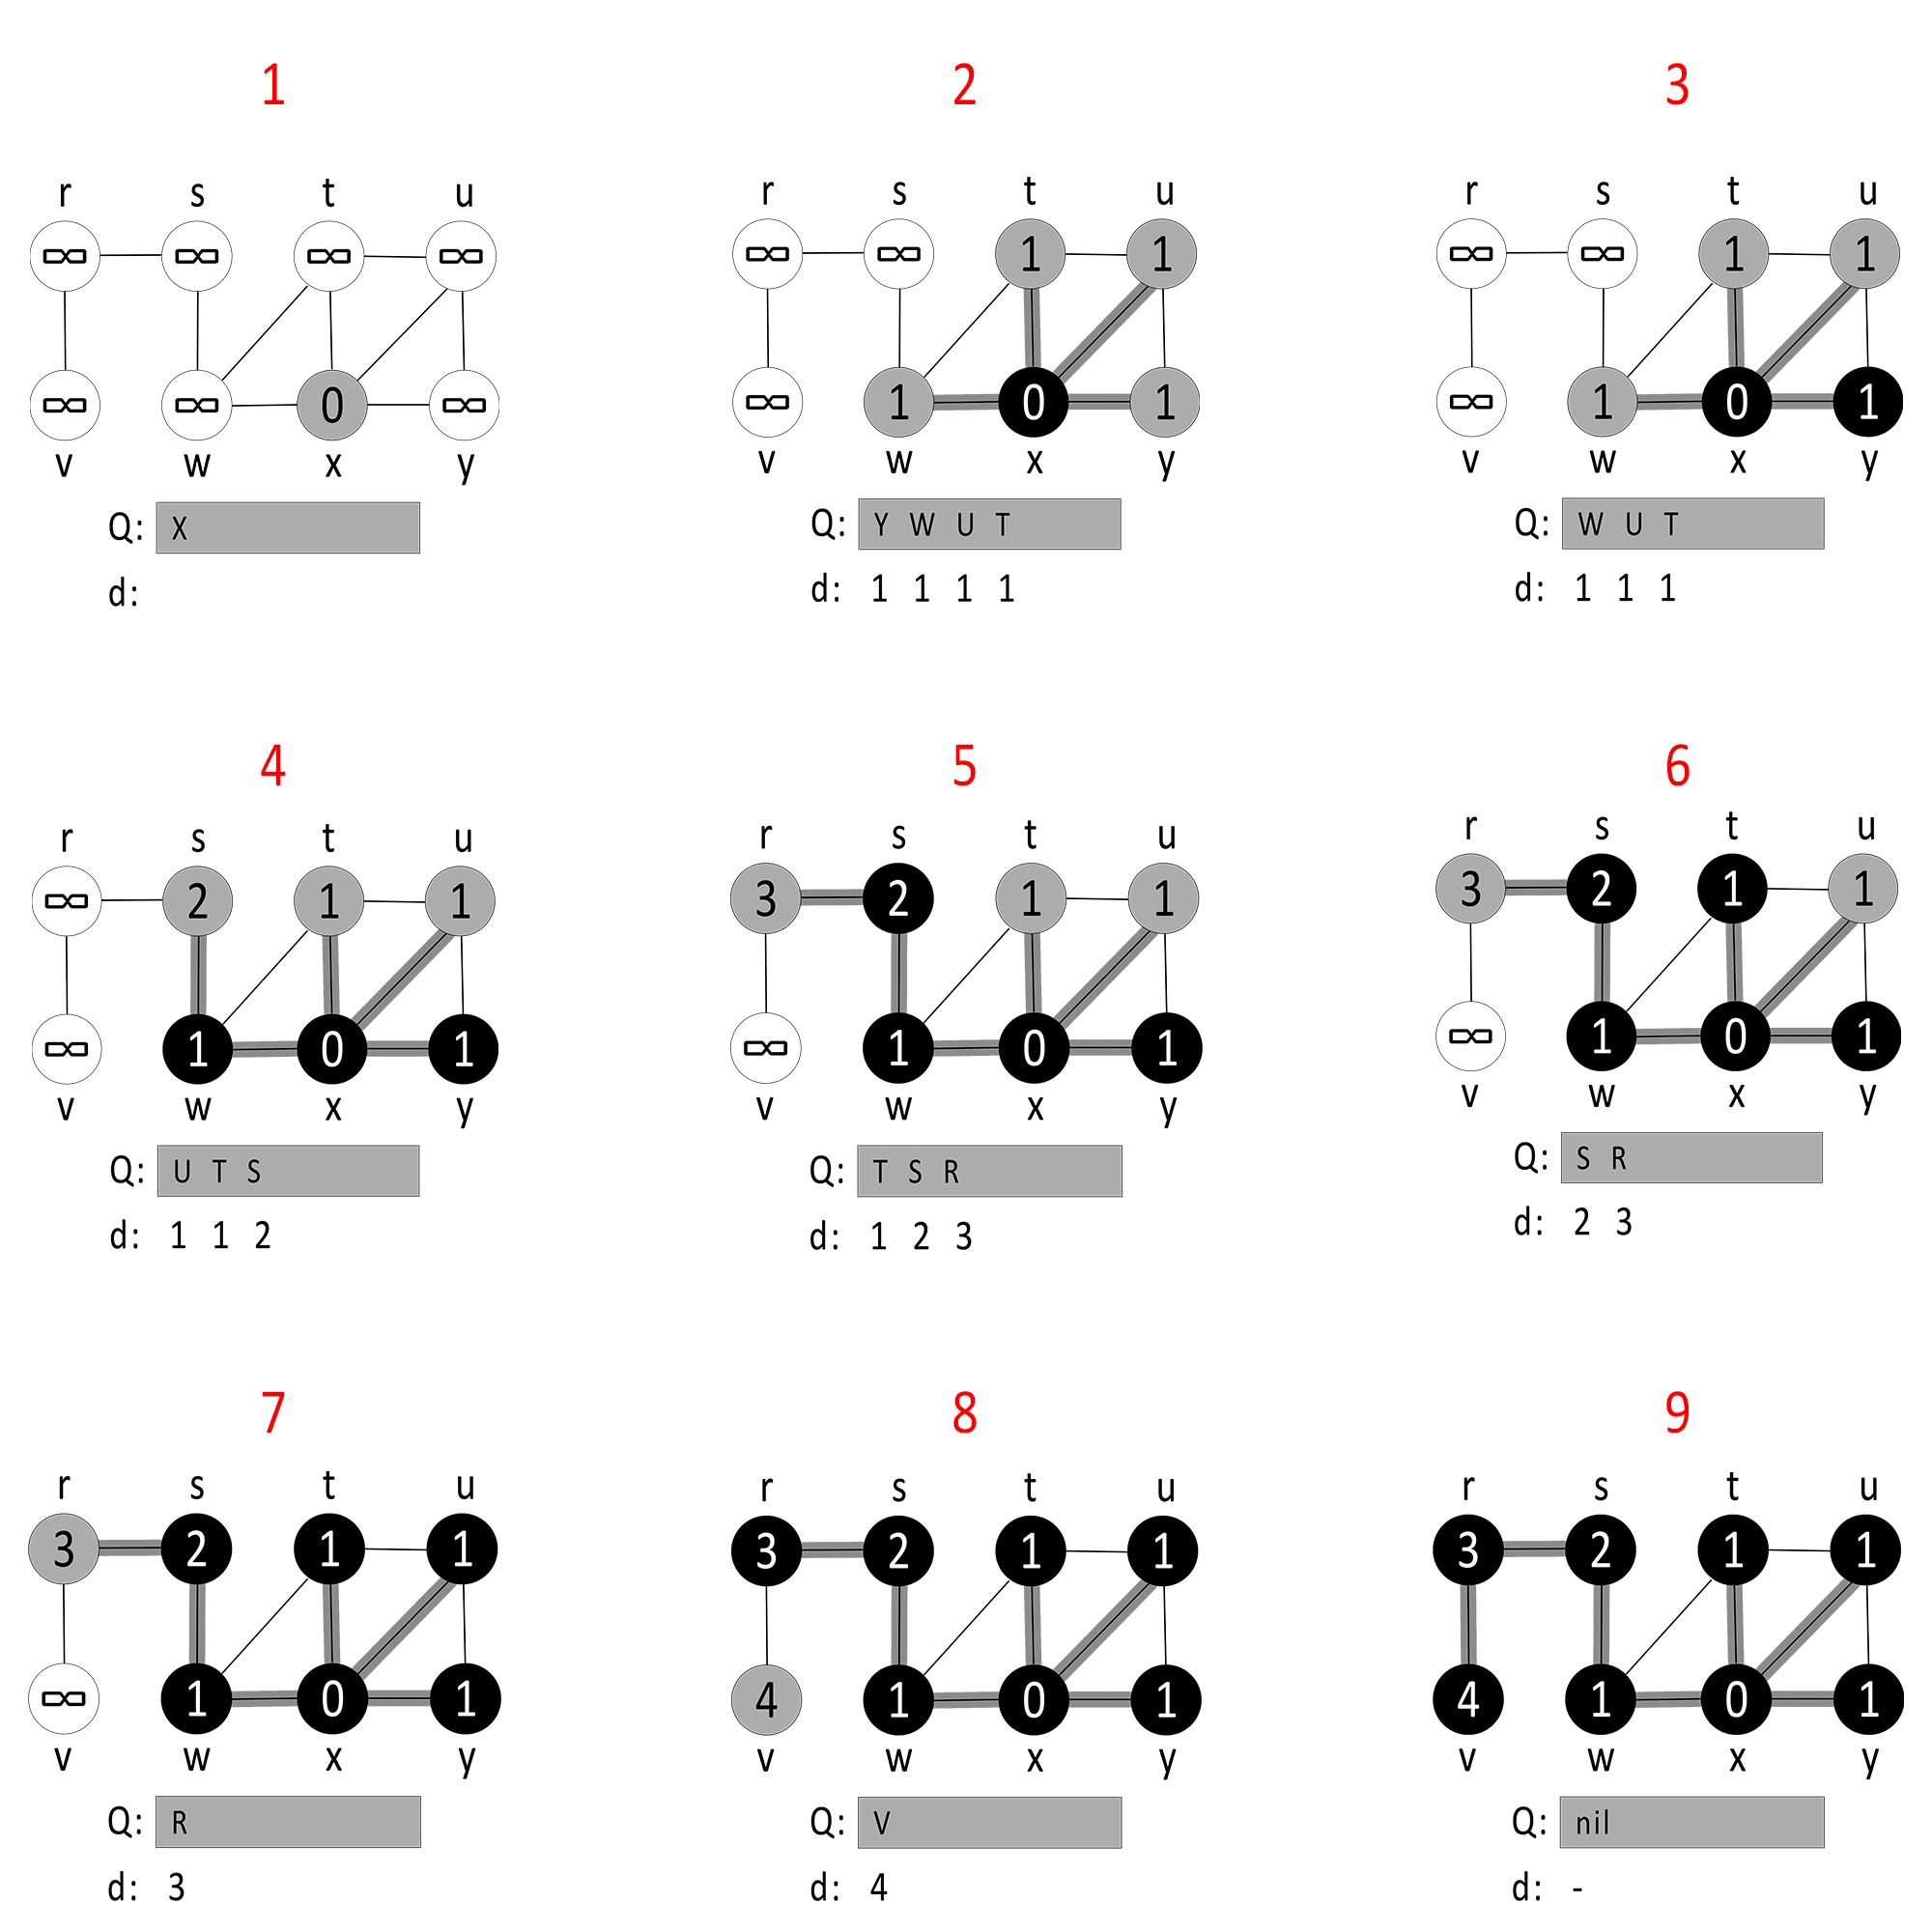 1 2 3
r s t u r s t u r s t u
∞ ∞ ∞ ∞ ∞ ∞ 1 1 ∞ ∞ 1 1
∞ ∞ 0 ∞ ∞ 1 0 1 ∞ 1 0 1
v w x y v w x y v w x y
Q: X Q: Y W U T Q: W U T
d: d: 1 1 1 1 d: 1 1 1
4 5 6
r s t u r s t u r s t u
∞ 2 1 1 3 2 1 1 3 2 1 1
∞ 1 0 1 ∞ 1 0 1 ∞ 1 0 1
v w x y v w x y v w x y
Q: U T S Q: T S R Q: S R
d: 1 1 2 d: 1 2 3 d: 2 3
7 8 9
r s t u r s t u r s t u
3 2 1 1 3 2 1 1 3 2 1 1
∞ 1 0 1 4 1 0 1 4 1 0 1
v w x y v w x y v w x y
Q: R Q: V Q: nil
d: 3 d: 4 d: -